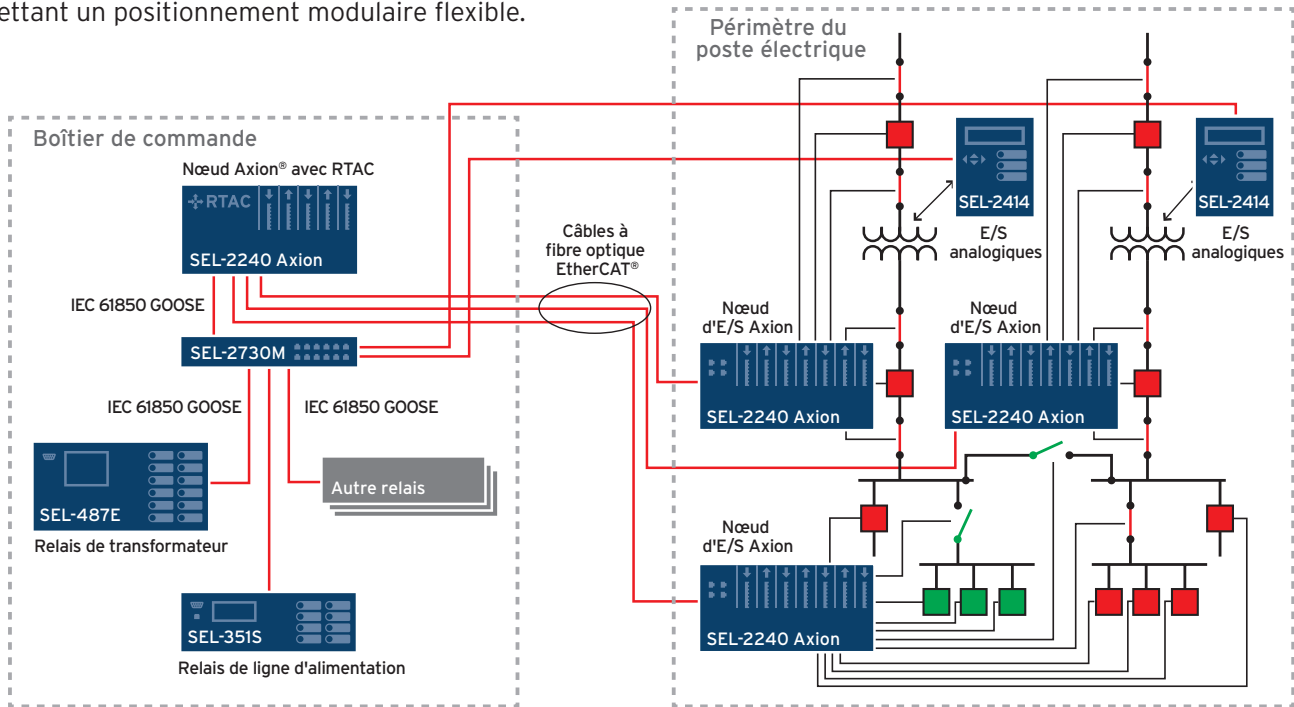 ettant un positionnement modulaire flexible.
Périmètre du
poste électrique
Boîtier de commande
Nœud Axion® avec RTAC
RTAC
SEL-2240 Axion
IEC 61850 GOOSE
SEL-2730M
IEC 61850 GOOSE
IEC 61850 GOOSE
SEL-487E
Relais de transformateur
Autre relais
SEL-351S
Relais de ligne d'alimentation
Câbles à
fibre optique
EtherCAT®
SEL-2414
E/S
analogiques
SEL-2414
E/S
analogiques
Nœud
d'E/S Axion
SEL-2240 Axion
Nœud
d'E/S Axion
SEL-2240 Axion
Nœud
d'E/S Axion
SEL-2240 Axion